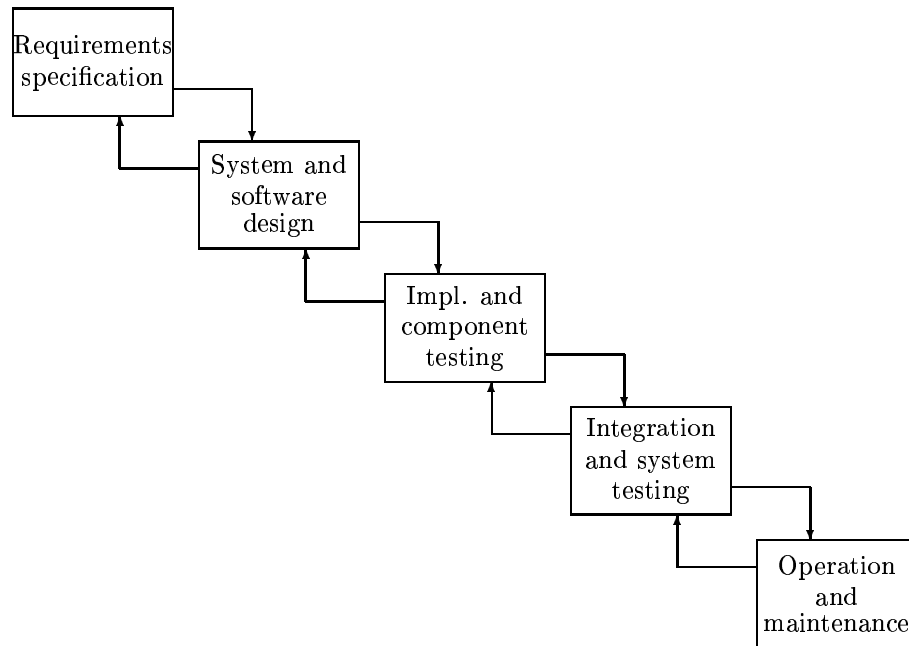 Requirements
specification
System and
software
design
Impl. and
component
testing
Integration
and system
testing
Operation
and
maintenance